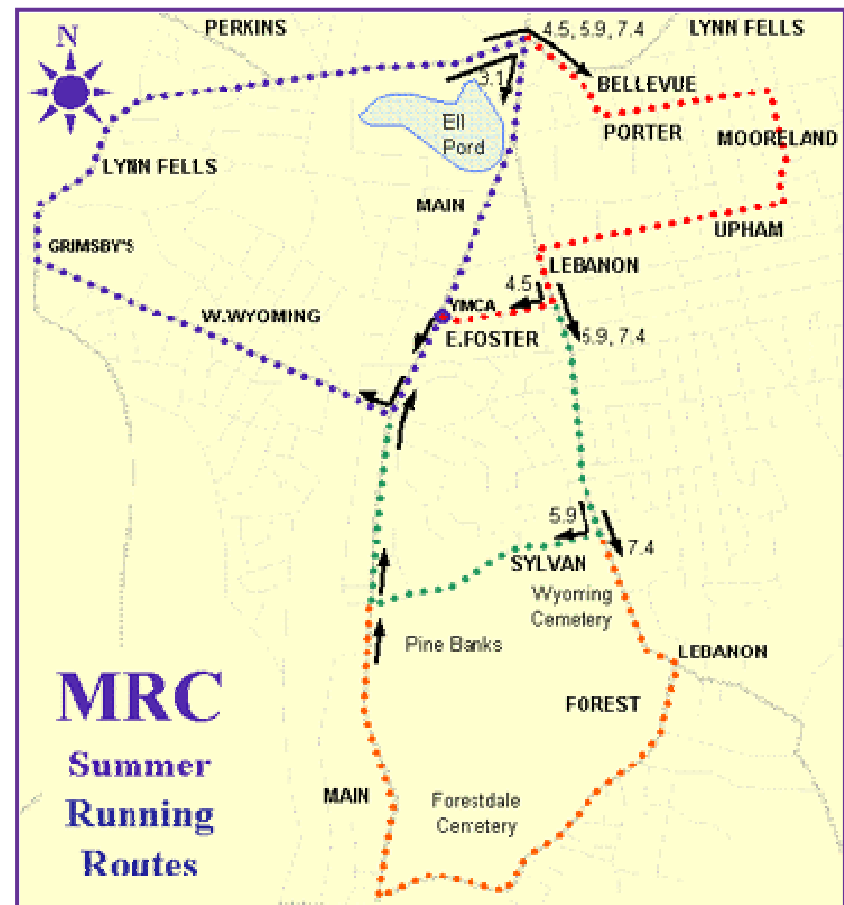 PERKINS
4.5, 5.9, 7.4
LYNN FELLS
N
3.1
BELLEVUE
Ell
Pord
PORTER
MOORELAND
LYNN FELLS
MAIN
UPHAM
GRIMSBY'S
LEBANON
4.5
YMCA
W.WYOMING
E.FOSTER
5.9, 7.4
5.9
7.4
SYLVAN
Wyoming
Cemetery
Pine Banks
LEBANON
MRC
FOREST
Summer
MAIN
Forestdale
Running
Cemetery
Routes